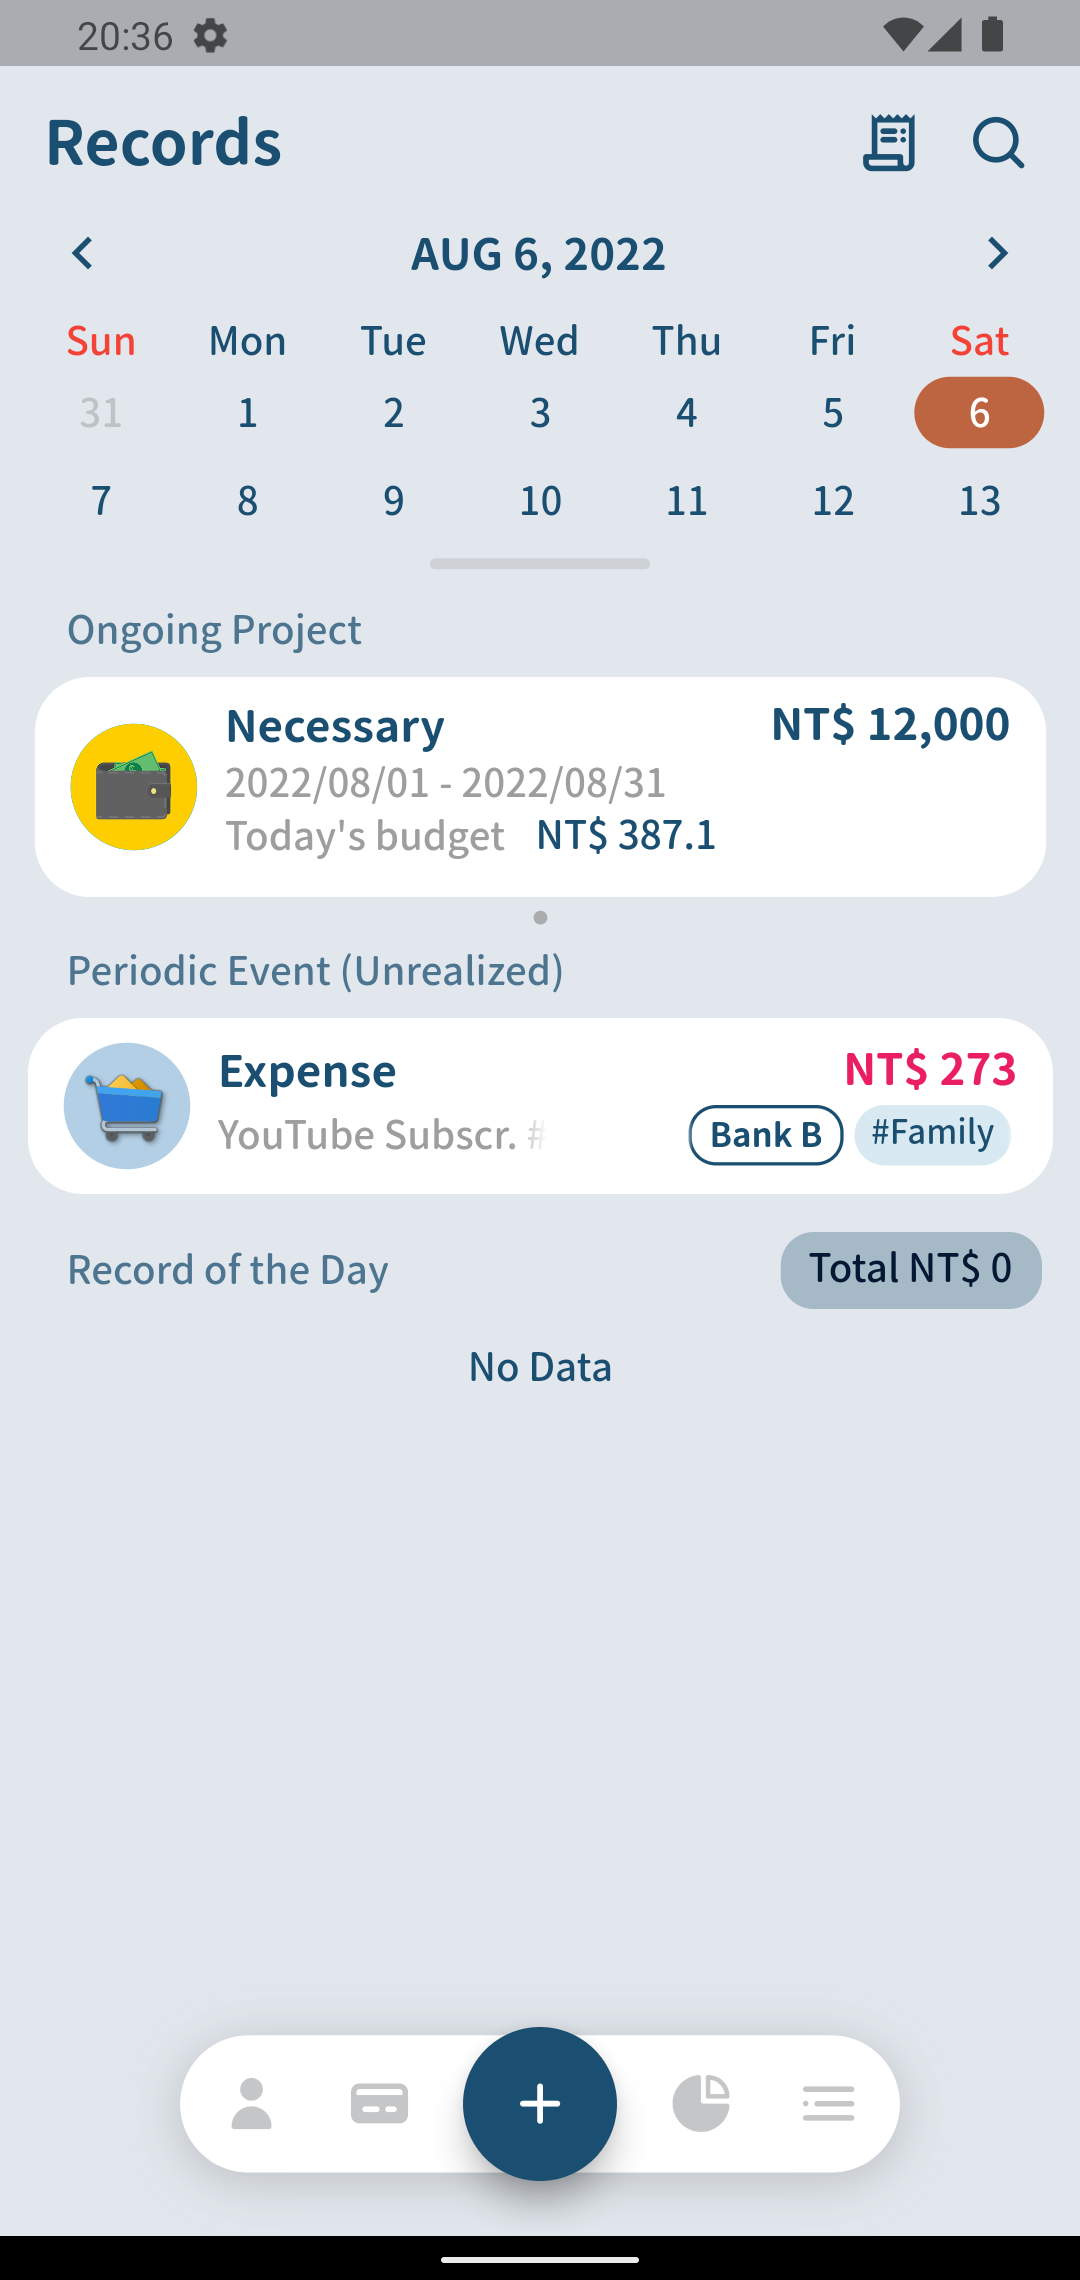 20:36
Records
AUG 6, 2022
Sun Mon Tue Wed Thu Fri Sat
31 1 2 3 4 5 6
7 8 9 10 11 12 13
Ongoing Project
Necessary NT$ 12,000
2022/08/01 - 2022/08/31
Today's budget NT$ 387.1
Periodic Event (Unrealized)
Expense NT$ 273
YouTube Subscr. # Bank B #Family
Record of the Day Total NT$ 0
No Data